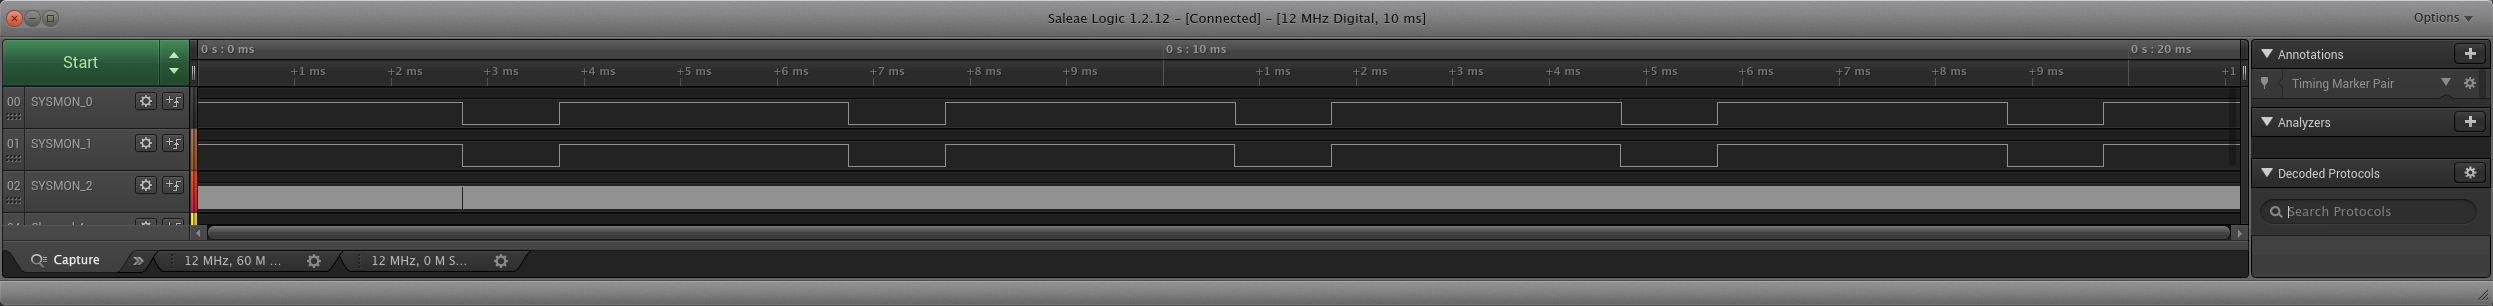 Saleae Logic 1.2.12 – [Connected] – [12 MHz Digital, 10 ms]
Options
Start
0 s : 0 ms
0 s : 10 ms
0 s : 20 ms
+1 ms
+2 ms
+3 ms
+4 ms
+5 ms
+6 ms
+7 ms
+8 ms
+9 ms
+1 ms
+2 ms
+3 ms
+4 ms
+5 ms
+6 ms
+7 ms
+8 ms
+9 ms
+1
00 SYSMON_0
01 SYSMON_1
02 SYSMON_2
Annotations
Timing Marker Pair
Analyzers
Decoded Protocols
Search Protocols
Capture
12 MHz, 60 M ...
12 MHz, 0 M S...